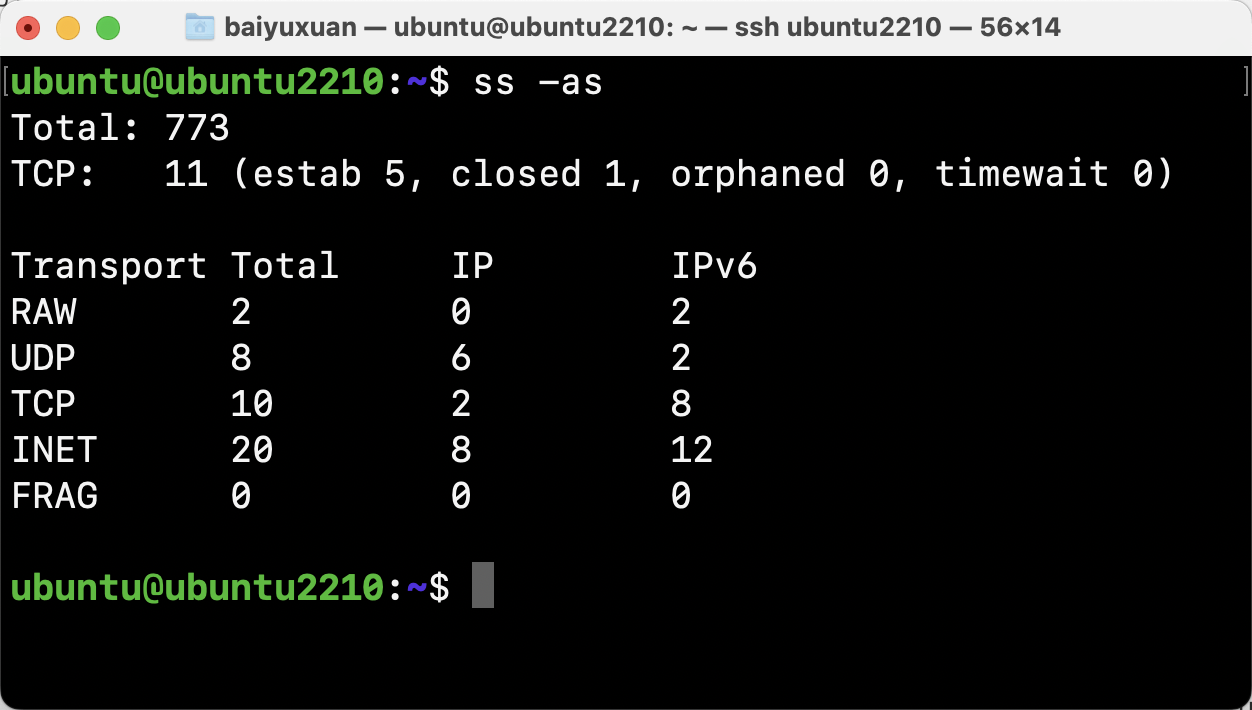 baiyuxuan — ubuntu@ubuntu2210: ~ — ssh ubuntu2210 — 56×14
[ubuntu@ubuntu2210:~$ ss -as ]
Total: 773
TCP:   11 (estab 5, closed 1, orphaned 0, timewait 0)
Transport Total     IP        IPv6
RAW       2         0         2
UDP       8         6         2
TCP       10        2         8
INET      20        8         12
FRAG      0         0         0
ubuntu@ubuntu2210:~$